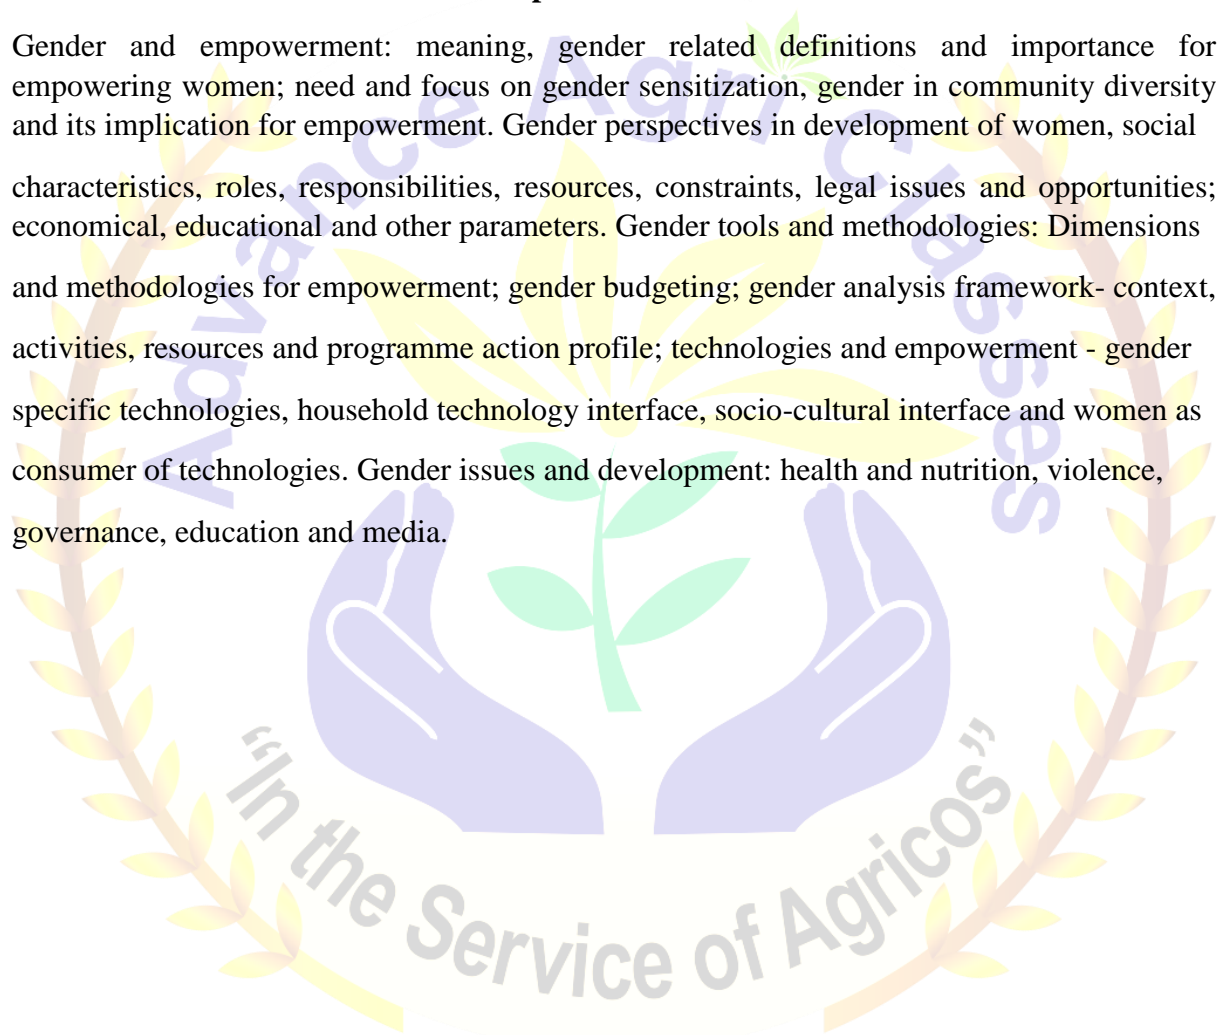 Gender and empowerment: meaning, gender related definitions and importance for
empowering women; need and focus on gender sensitization, gender in community diversity
and its implication for empowerment. Gender perspectives in development of women, social
characteristics, roles, responsibilities, resources, constraints, legal issues and opportunities;
economical, educational and other parameters. Gender tools and methodologies: Dimensions
and methodologies for empowerment; gender budgeting; gender analysis framework- context,
activities, resources and programme action profile; technologies and empowerment - gender
specific technologies, household technology interface, socio-cultural interface and women as
consumer of technologies. Gender issues and development: health and nutrition, violence,
governance, education and media.
Advance Agri Classes
"In the Service of Agricos"